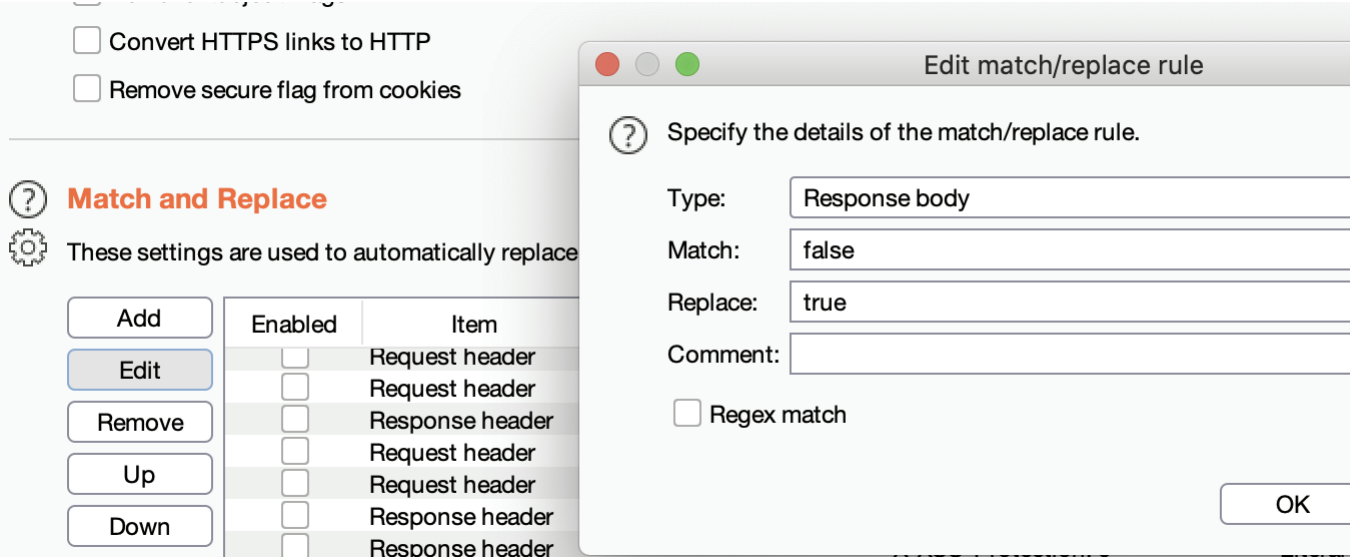 Convert HTTPS links to HTTP
Remove secure flag from cookies
Match and Replace
These settings are used to automatically replace
Add
Edit
Remove
Up
Down
Enabled Item
Request header
Request header
Response header
Request header
Request header
Response header
Response header
Edit match/replace rule
Specify the details of the match/replace rule.
Type: Response body
Match: false
Replace: true
Comment:
Regex match
OK